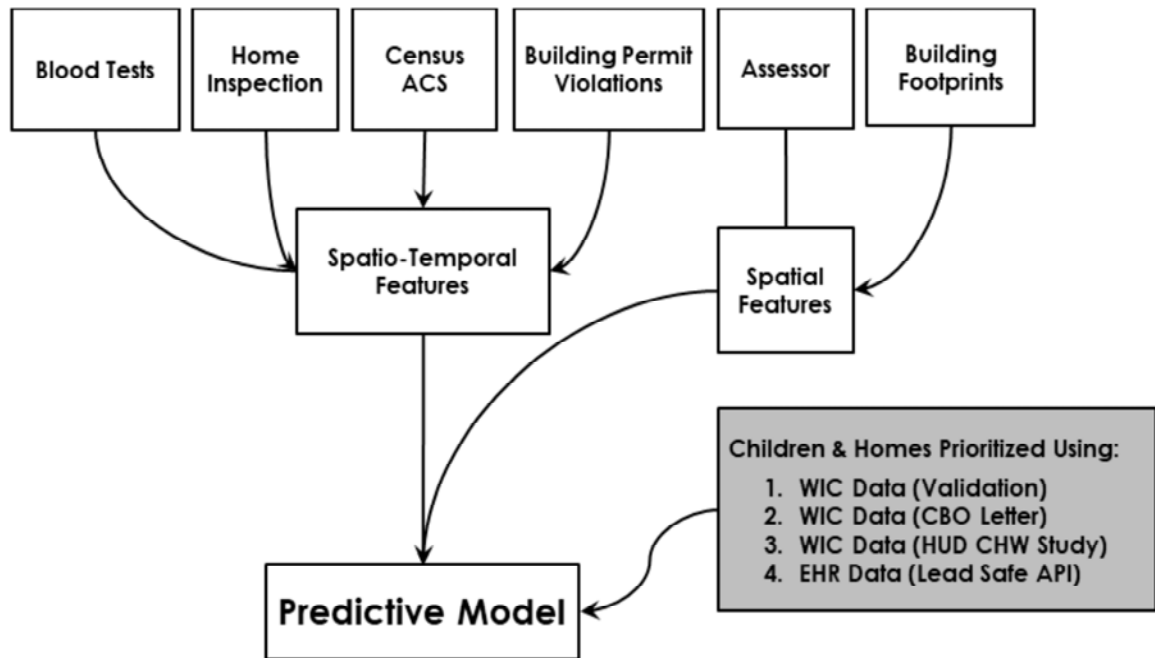 Blood Tests
Home
Inspection
Census
ACS
Building Permit
Violations
Assessor
Building
Footprints
Spatio-Temporal
Features
Spatial
Features
Children & Homes Prioritized Using:
1. WIC Data (Validation)
2. WIC Data (CBO Letter)
3. WIC Data (HUD CHW Study)
4. EHR Data (Lead Safe API)
Predictive Model